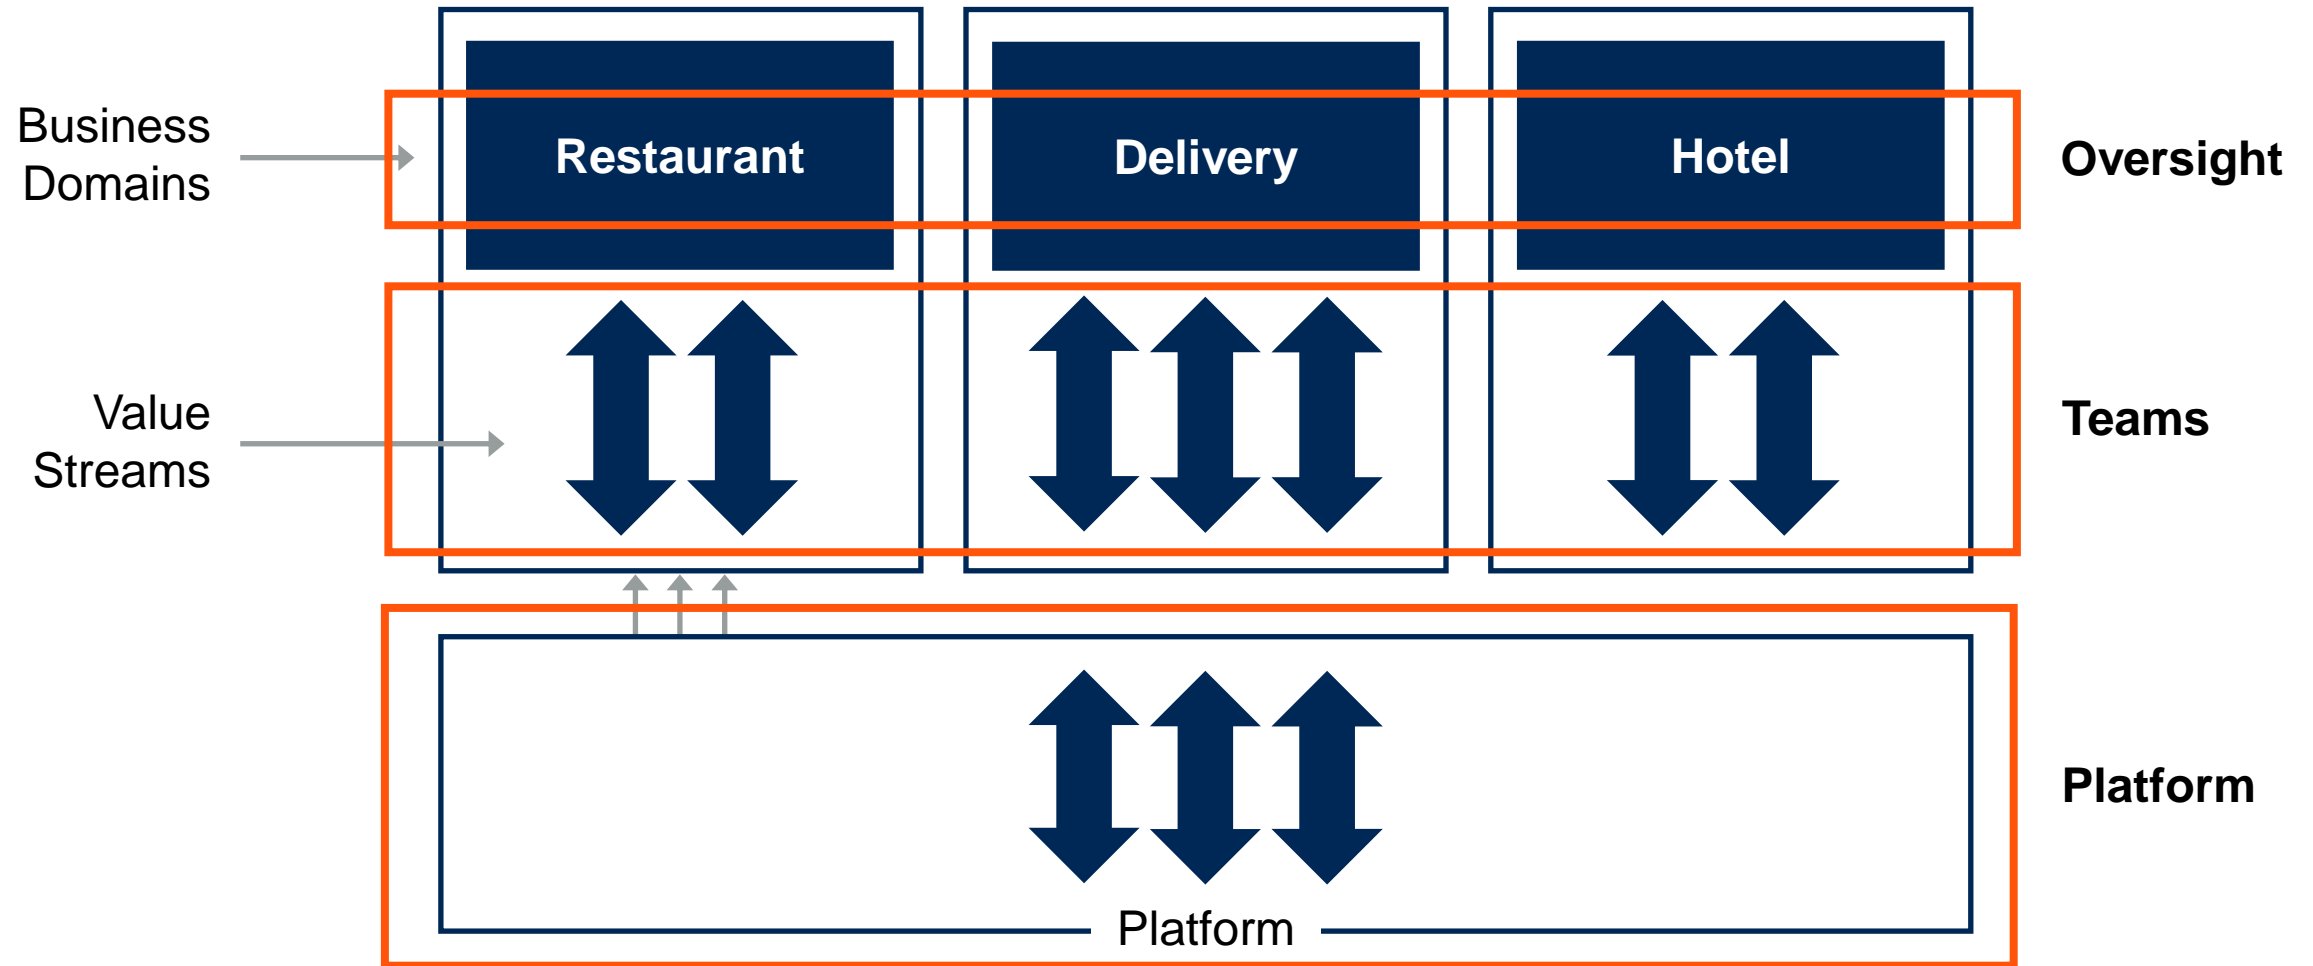 Business
Domains
Restaurant
Delivery
Hotel
Oversight
Value
Streams
Teams
Platform
Platform